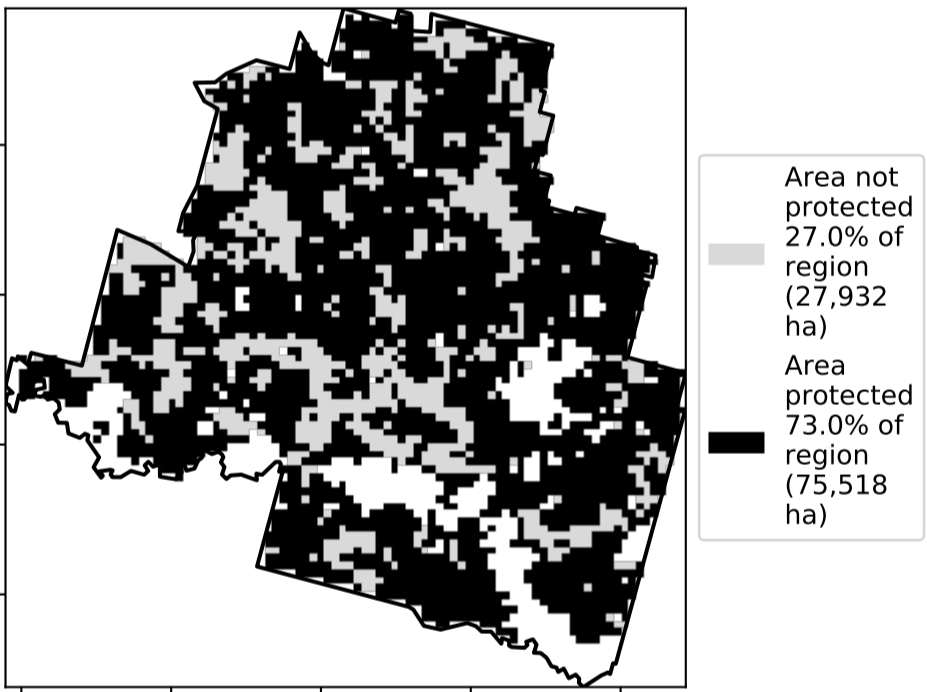 Area not
protected
27.0% of
region
(27,932
ha)
Area
protected
73.0% of
region
(75,518
ha)